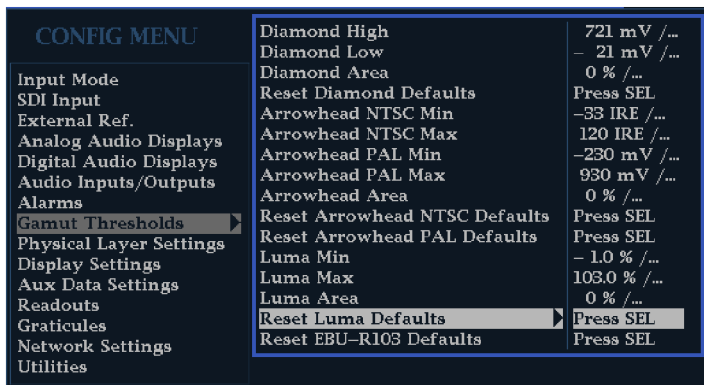 CONFIG MENU
Input Mode
SDI Input
External Ref.
Analog Audio Displays
Digital Audio Displays
Audio Inputs/Outputs
Alarms
Gamut Thresholds
Physical Layer Settings
Display Settings
Aux Data Settings
Readouts
Graticules
Network Settings
Utilities
Diamond High 721 mV /...
Diamond Low – 21 mV /...
Diamond Area 0 % /...
Reset Diamond Defaults Press SEL
Arrowhead NTSC Min –33 IRE /...
Arrowhead NTSC Max 120 IRE /...
Arrowhead PAL Min –230 mV /...
Arrowhead PAL Max 930 mV /...
Arrowhead Area 0 % /...
Reset Arrowhead NTSC Defaults Press SEL
Reset Arrowhead PAL Defaults Press SEL
Luma Min – 1.0 % /...
Luma Max 103.0 % /...
Luma Area 0 % /...
Reset Luma Defaults Press SEL
Reset EBU–R103 Defaults Press SEL